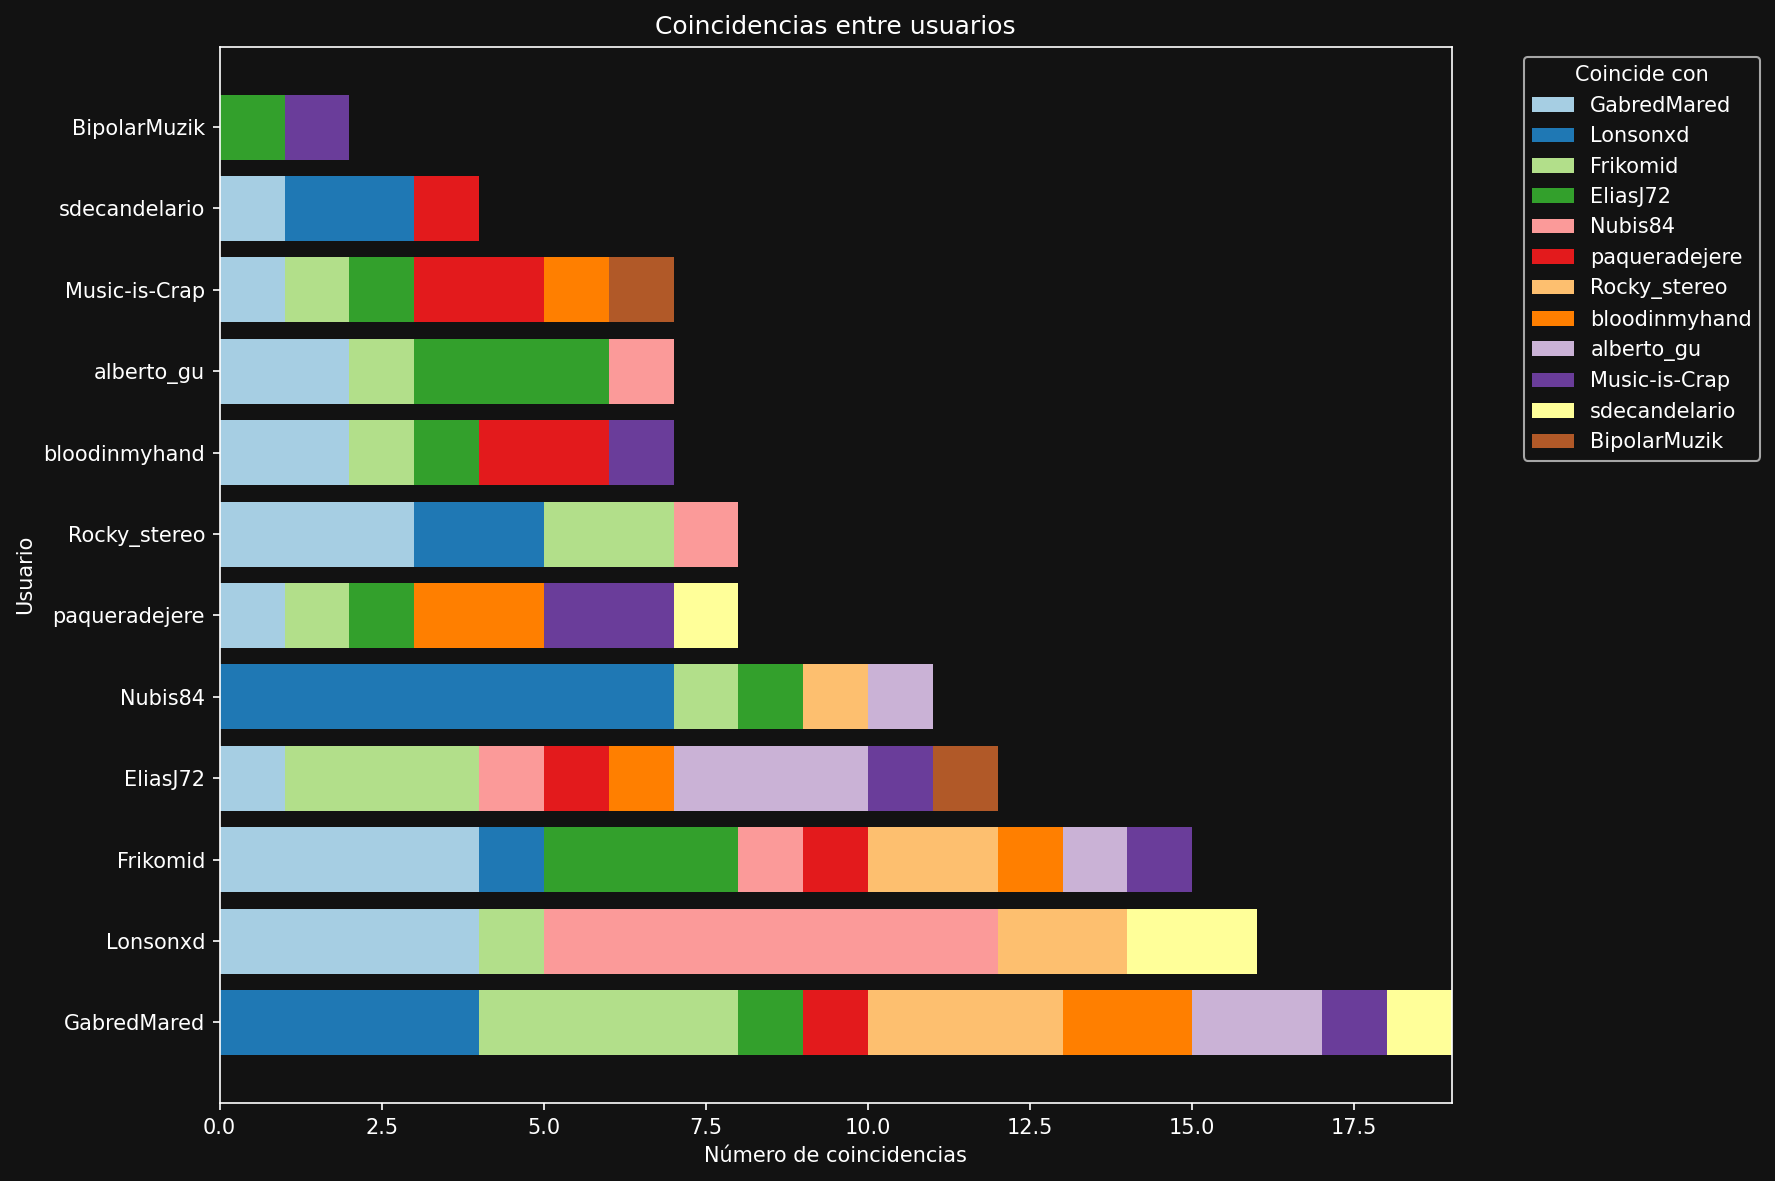 Coincidencias entre usuarios
Usuario
BipolarMuzik
sdecandelario
Music-is-Crap
alberto_gu
bloodinmyhand
Rocky_stereo
paqueradejere
Nubis84
EliasJ72
Frikomid
Lonsonxd
GabredMared
0.0 2.5 5.0 7.5 10.0 12.5 15.0 17.5
Número de coincidencias
Coincide con
GabredMared
Lonsonxd
Frikomid
EliasJ72
Nubis84
paqueradejere
Rocky_stereo
bloodinmyhand
alberto_gu
Music-is-Crap
sdecandelario
BipolarMuzik